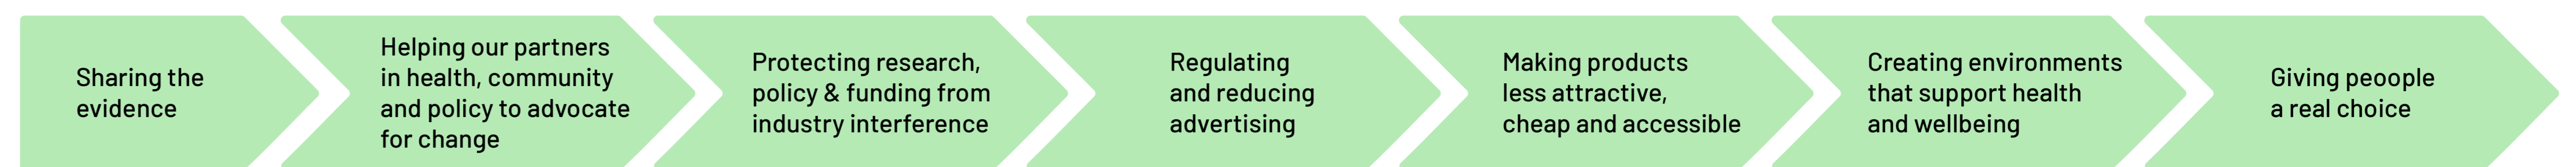 Sharing the
evidence
Helping our partners
in health, community
and policy to advocate
for change
Protecting research,
policy & funding from
industry interference
Regulating
and reducing
advertising
Making products
less attractive,
cheap and accessible
Creating environments
that support health
and wellbeing
Giving peoople
a real choice